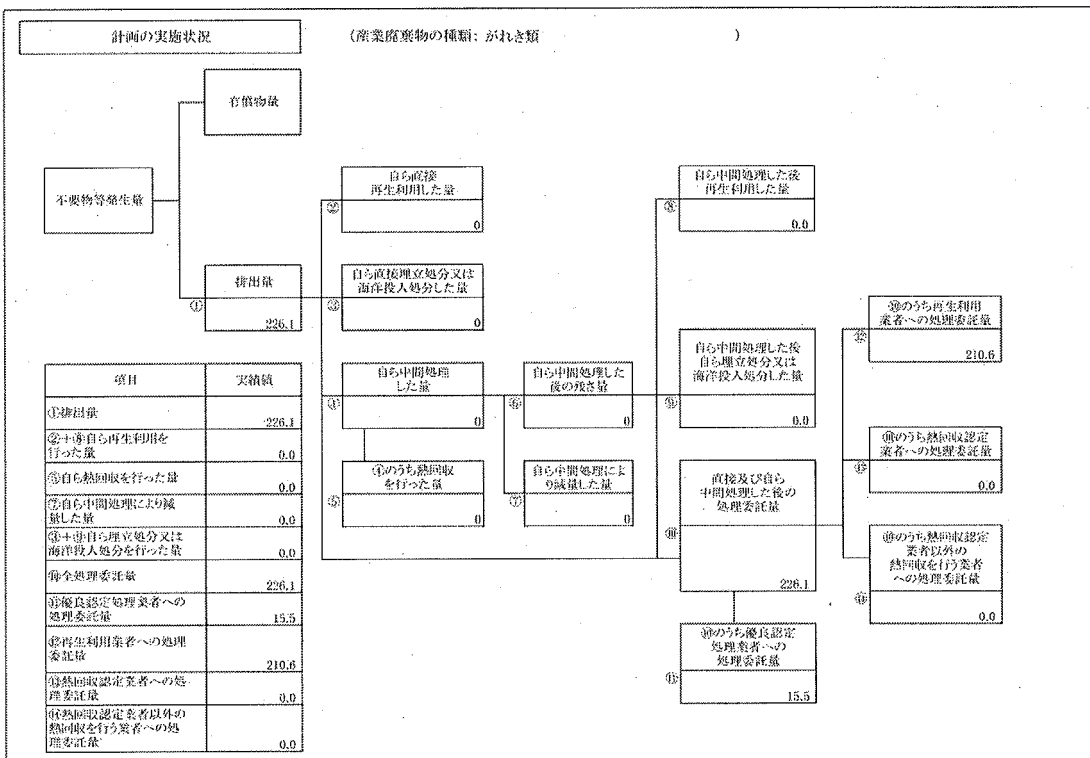 計画の実施状況
（産業廃棄物の種類: がれき類　）
有償物量
不要物等発生量
排出量
①
226.1
自ら直接
再生利用した量
②
0
自ら直接埋立処分又は
海洋投入処分した量
③
0
自ら中間処理
した量
④
0
④のうち熱回収
を行った量
⑤
0
自ら中間処理した
後の残さ量
⑥
0
自ら中間処理によ
り減量した量
⑦
0
自ら中間処理した後
再生利用した量
⑧
0.0
自ら中間処理した後
自ら埋立処分又は
海洋投入処分した量
⑨
0.0
直接及び自ら
中間処理した後の
処理委託量
⑩
226.1
⑩のうち優良認定
処理業者への
処理委託量
⑪
15.5
⑩のうち再生利用
業者への処理委託量
⑫
210.6
⑩のうち熱回収認定
業者への処理委託量
⑬
0.0
⑩のうち熱回収認定
業者以外の
熱回収を行う業者
への処理委託量
⑭
0.0
項目 実績値
①排出量 226.1
②+⑧自ら再生利用を
行った量 0.0
⑤自ら熱回収を行った量 0.0
⑦自ら中間処理により減
量した量 0.0
③+⑨自ら埋立処分又は
海洋投入処分を行った量 0.0
⑩全処理委託量 226.1
⑪優良認定処理業者への
処理委託量 15.5
⑫再生利用業者への処理
委託量 210.6
⑬熱回収認定業者への処
理委託量 0.0
⑭熱回収認定業者以外の
熱回収を行う業者への処
理委託量 0.0